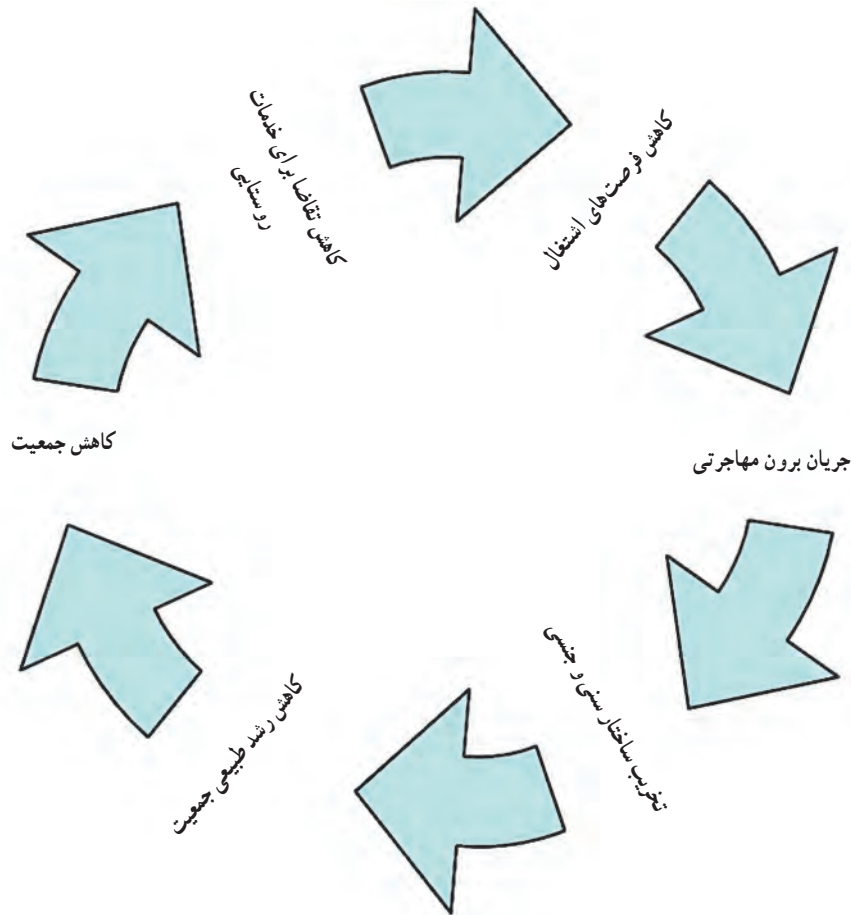 کاهش تقاضا برای خدمات
روستایی
کاهش فرصت‌های اشتغال
جریان برون مهاجرتی
تخریب ساختار سنی و جنسی
کاهش رشد طبیعی جمعیت
کاهش جمعیت